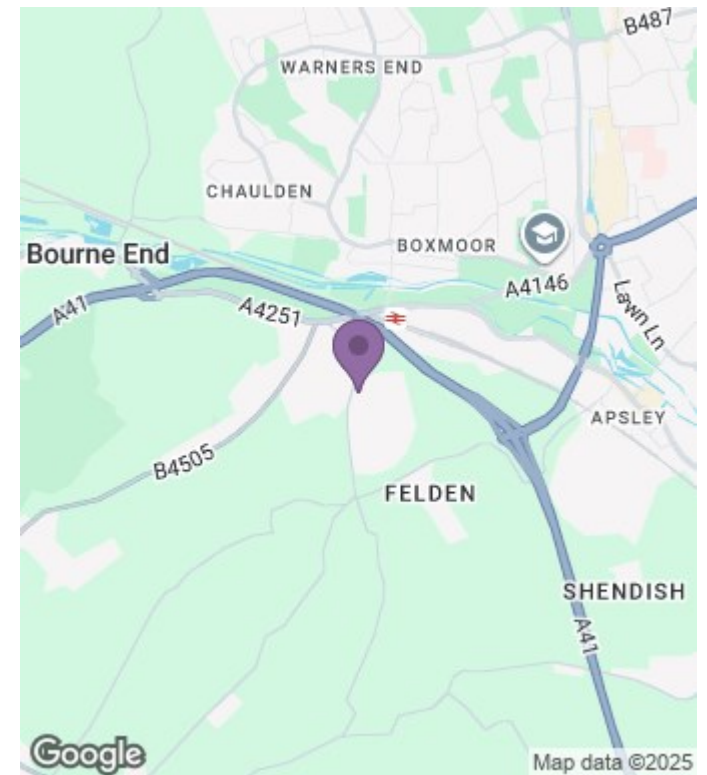 B487
WARNERS END
CHAULDEN
BOXMOOR
Bourne End
A4146
A41
A4251
Lawn Ln
APSLEY
B4505
FELDEN
SHENDISH
A41
Google
Map data ©2025